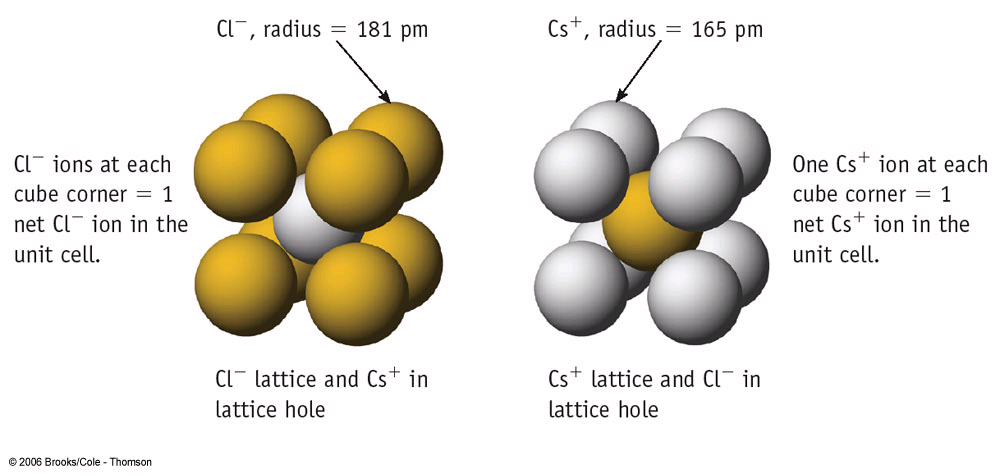 Cl⁻, radius = 181 pm
Cs⁺, radius = 165 pm
Cl⁻ ions at each
cube corner = 1
net Cl⁻ ion in the
unit cell.
One Cs⁺ ion at each
cube corner = 1
net Cs⁺ ion in the
unit cell.
Cl⁻ lattice and Cs⁺ in
lattice hole
Cs⁺ lattice and Cl⁻ in
lattice hole
© 2006 Brooks/Cole - Thomson